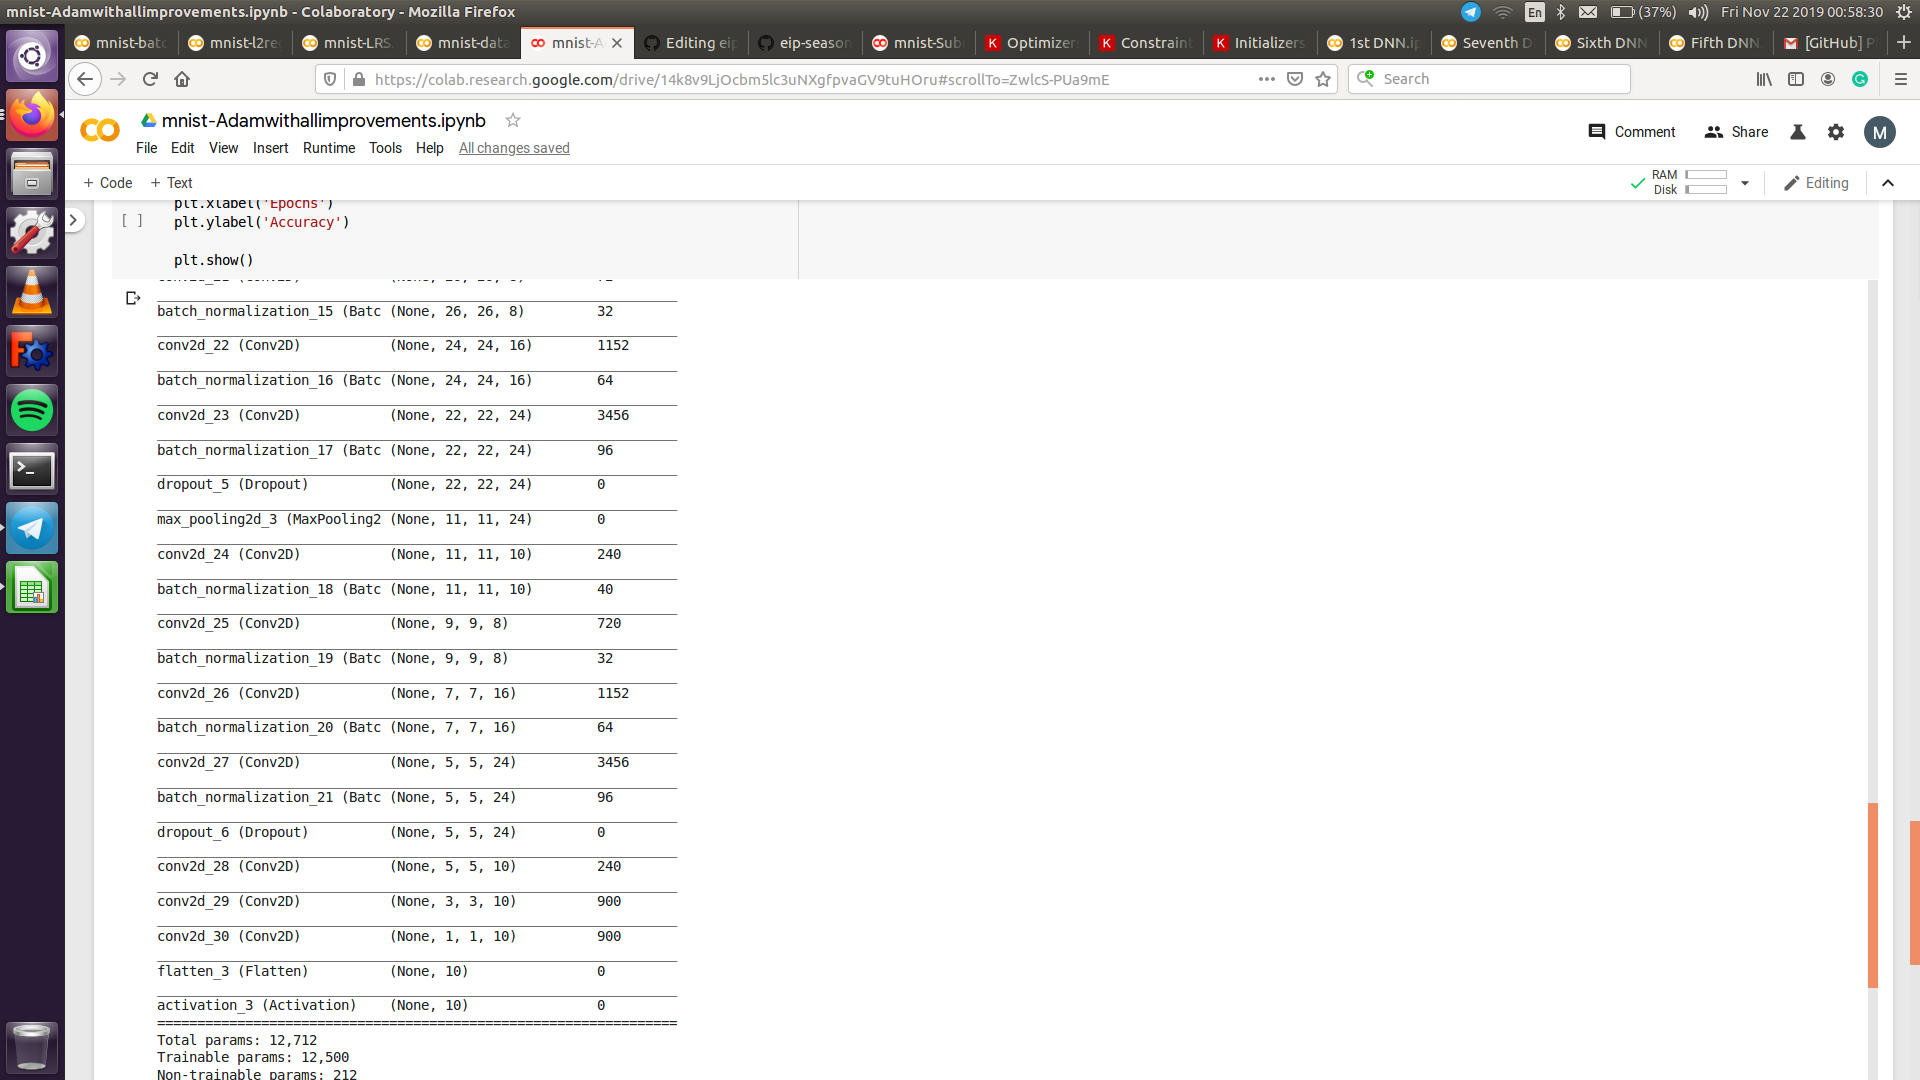 mnist-Adamwithallimprovements.ipynb - Colaboratory - Mozilla Firefox
En
(37%)
Fri Nov 22 2019 00:58:30
mnist-batc
mnist-l2re
mnist-LRS.
mnist-data
mnist-A
Editing eip
eip-season
mnist-Sub
Optimizer
Constraint
Initializers
1st DNN.ip
Seventh D
Sixth DNN
Fifth DNN
[GitHub] P
https://colab.research.google.com/drive/14k8v9LjOcbm5lc3uNXgfpvaGV9tuHOru#scrollTo=ZwlcS-PUa9mE
Search
mnist-Adamwithallimprovements.ipynb
Comment
Share
M
File Edit View Insert Runtime Tools Help All changes saved
+ Code + Text
RAM
Disk
Editing
plt.xlabel('Epochs')
[ ] plt.ylabel('Accuracy')
plt.show()
batch_normalization_15 (Batc (None, 26, 26, 8) 32
conv2d_22 (Conv2D) (None, 24, 24, 16) 1152
batch_normalization_16 (Batc (None, 24, 24, 16) 64
conv2d_23 (Conv2D) (None, 22, 22, 24) 3456
batch_normalization_17 (Batc (None, 22, 22, 24) 96
dropout_5 (Dropout) (None, 22, 22, 24) 0
max_pooling2d_3 (MaxPooling2 (None, 11, 11, 24) 0
conv2d_24 (Conv2D) (None, 11, 11, 10) 240
batch_normalization_18 (Batc (None, 11, 11, 10) 40
conv2d_25 (Conv2D) (None, 9, 9, 8) 720
batch_normalization_19 (Batc (None, 9, 9, 8) 32
conv2d_26 (Conv2D) (None, 7, 7, 16) 1152
batch_normalization_20 (Batc (None, 7, 7, 16) 64
conv2d_27 (Conv2D) (None, 5, 5, 24) 3456
batch_normalization_21 (Batc (None, 5, 5, 24) 96
dropout_6 (Dropout) (None, 5, 5, 24) 0
conv2d_28 (Conv2D) (None, 5, 5, 10) 240
conv2d_29 (Conv2D) (None, 3, 3, 10) 900
conv2d_30 (Conv2D) (None, 1, 1, 10) 900
flatten_3 (Flatten) (None, 10) 0
activation_3 (Activation) (None, 10) 0
=================================================================
Total params: 12,712
Trainable params: 12,500
Non-trainable params: 212